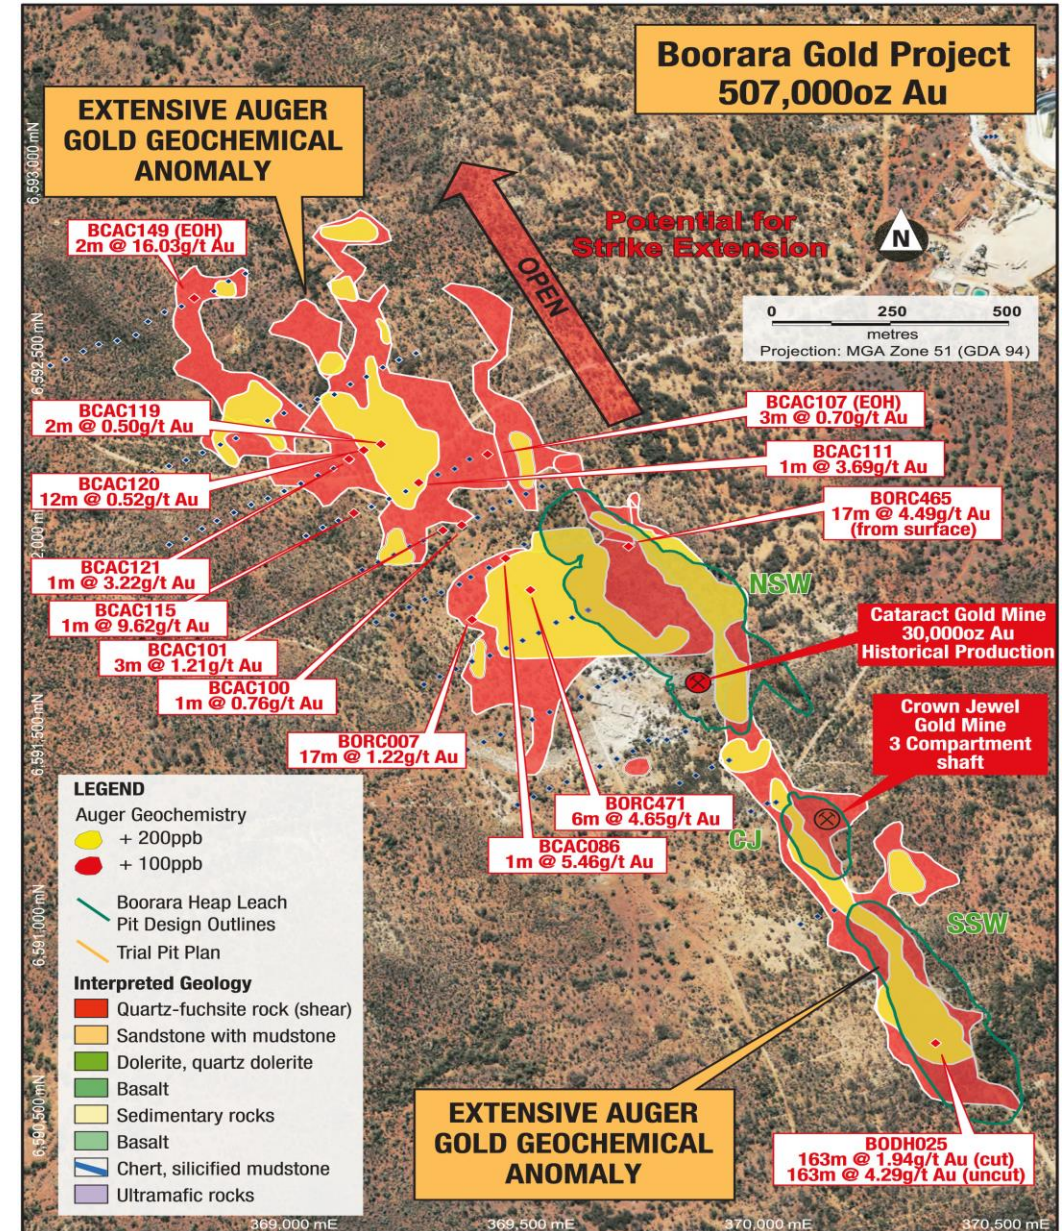 Boorara Gold Project
507,000oz Au
EXTENSIVE AUGER
GOLD GEOCHEMICAL
ANOMALY
6,593,000 mN
BCAC149 (EOH)
2m @ 16.03g/t Au
OPEN
Potential for
Strike Extension
N
0 250 500
metres
Projection: MGA Zone 51 (GDA 94)
6,592,500 mN
BCAC119
2m @ 0.50g/t Au
BCAC107 (EOH)
3m @ 0.70g/t Au
BCAC120
12m @ 0.52g/t Au
BCAC111
1m @ 3.69g/t Au
BORC465
17m @ 4.49g/t Au
(from surface)
2,000 mN
BCAC121
1m @ 3.22g/t Au
BCAC115
1m @ 9.62g/t Au
BCAC101
3m @ 1.21g/t Au
BCAC100
1m @ 0.76g/t Au
NSW
Cataract Gold Mine
30,000oz Au
Historical Production
6,591,500 mN
BORC007
17m @ 1.22g/t Au
Crown Jewel
Gold Mine
3 Compartment
shaft
BORC471
6m @ 4.65g/t Au
BCAC086
1m @ 5.46g/t Au
CJ
SSW
LEGEND
Auger Geochemistry
+ 200ppb
+ 100ppb
Boorara Heap Leach
Pit Design Outlines
Trial Pit Plan
Interpreted Geology
Quartz-fuchsite rock (shear)
Sandstone with mudstone
Dolerite, quartz dolerite
Basalt
Sedimentary rocks
Basalt
Chert, silicified mudstone
Ultramafic rocks
6,591,000 mN
6,590,500 mN
EXTENSIVE AUGER
GOLD GEOCHEMICAL
ANOMALY
BODH025
163m @ 1.94g/t Au (cut)
163m @ 4.29g/t Au (uncut)
369,000 mE
369,500 mE
370,000 mE
370,500 mE